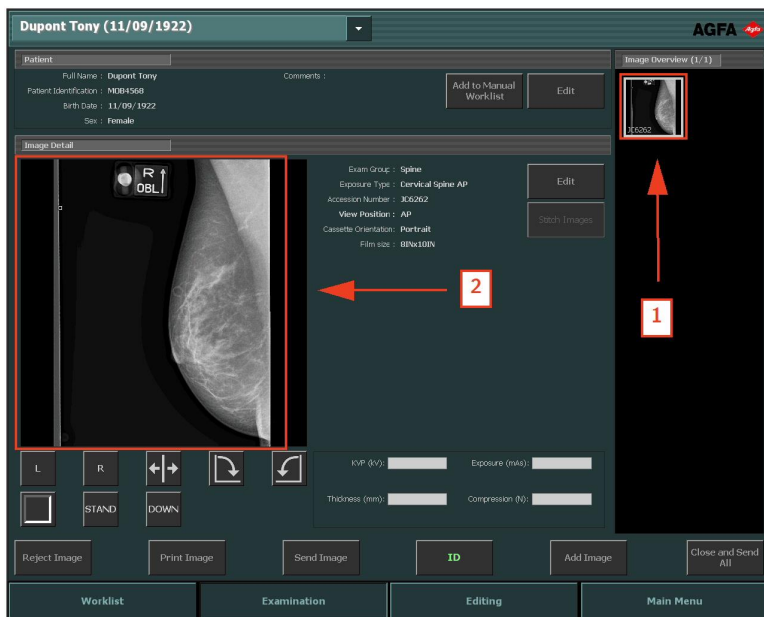 Dupont Tony (11/09/1922)
AGFA
Patient
Full Name : Dupont Tony
Patient Identification : MOB4568
Birth Date : 11/09/1922
Sex : Female
Comments :
Add to Manual
Worklist
Edit
Image Overview (1/1)
JC6262
Image Detail
R
OBL
Exam Group : Spine
Exposure Type : Cervical Spine AP
Accession Number : JC6262
View Position : AP
Cassette Orientation: Portrait
Film size : 8INx10IN
Edit
Stitch Images
1
2
L
R
STAND
DOWN
KVP (kV):
Exposure (mAs):
Thickness (mm):
Compression (N):
Reject Image
Print Image
Send Image
ID
Add Image
Close and Send
All
Worklist
Examination
Editing
Main Menu